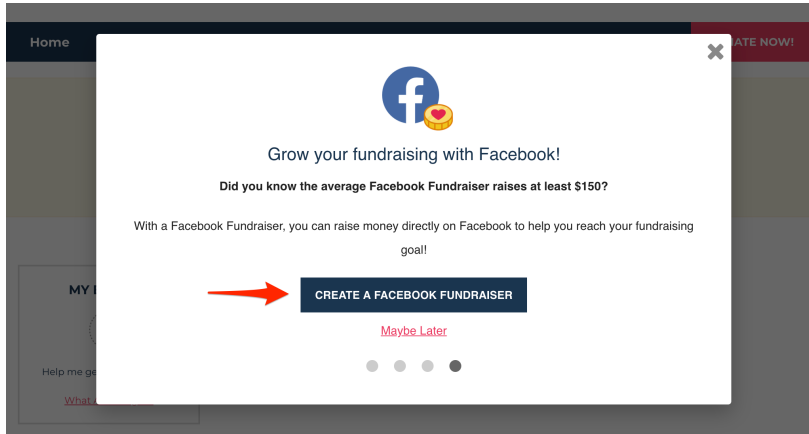 Home
ATE NOW!
Grow your fundraising with Facebook!
Did you know the average Facebook Fundraiser raises at least $150?
With a Facebook Fundraiser, you can raise money directly on Facebook to help you reach your fundraising
goal!
MY
CREATE A FACEBOOK FUNDRAISER
Maybe Later
Help me ge
What